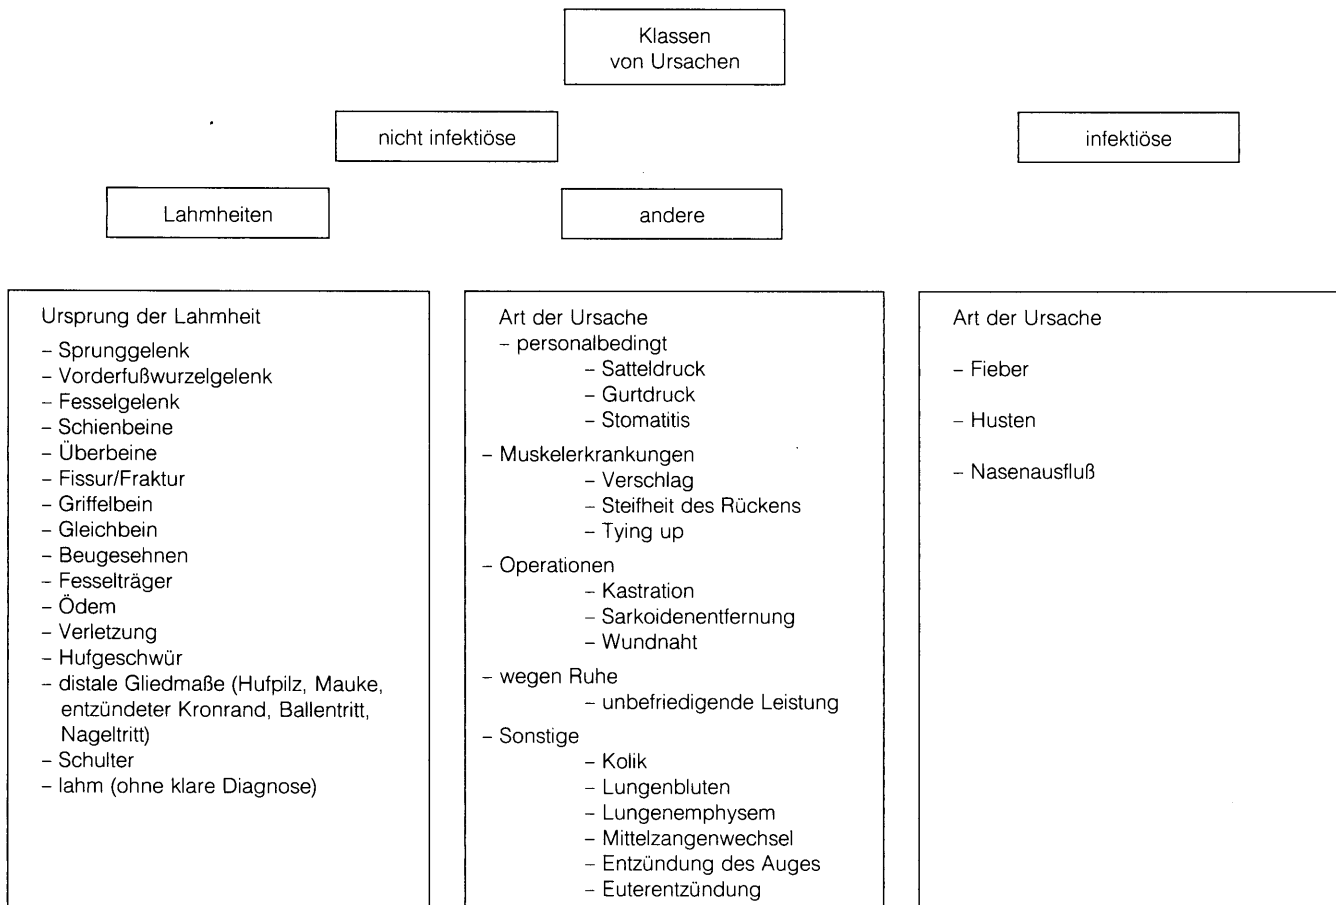 Klassen
von Ursachen
nicht infektiöse
infektiöse
Lahmheiten
andere
Ursprung der Lahmheit
– Sprunggelenk
– Vorderfußwurzelgelenk
– Fesselgelenk
– Schienbeine
– Überbeine
– Fissur/Fraktur
– Griffelbein
– Gleichbein
– Beugesehnen
– Fesselträger
– Ödem
– Verletzung
– Hufgeschwür
– distale Gliedmaße (Hufpilz, Mauke,
entzündeter Kronrand, Ballentritt,
Nageltritt)
– Schulter
– lahm (ohne klare Diagnose)
Art der Ursache
– personalbedingt
– Satteldruck
– Gurtdruck
– Stomatitis
– Muskelerkrankungen
– Verschlag
– Steifheit des Rückens
– Tying up
– Operationen
– Kastration
– Sarkoidenentfernung
– Wundnaht
– wegen Ruhe
– unbefriedigende Leistung
– Sonstige
– Kolik
– Lungenbluten
– Lungenemphysem
– Mittelzangenwechsel
– Entzündung des Auges
– Euterentzündung
Art der Ursache
– Fieber
– Husten
– Nasenausfluß